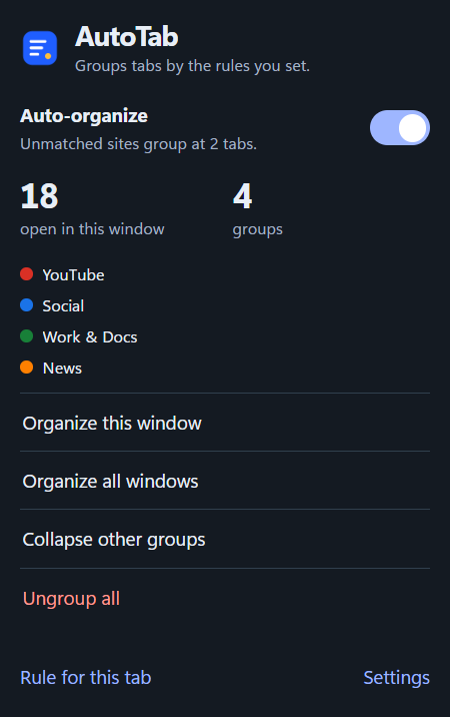 AutoTab
Groups tabs by the rules you set.
Auto-organize
Unmatched sites group at 2 tabs.
18
open in this window
4
groups
YouTube
Social
Work & Docs
News
Organize this window
Organize all windows
Collapse other groups
Ungroup all
Rule for this tab
Settings